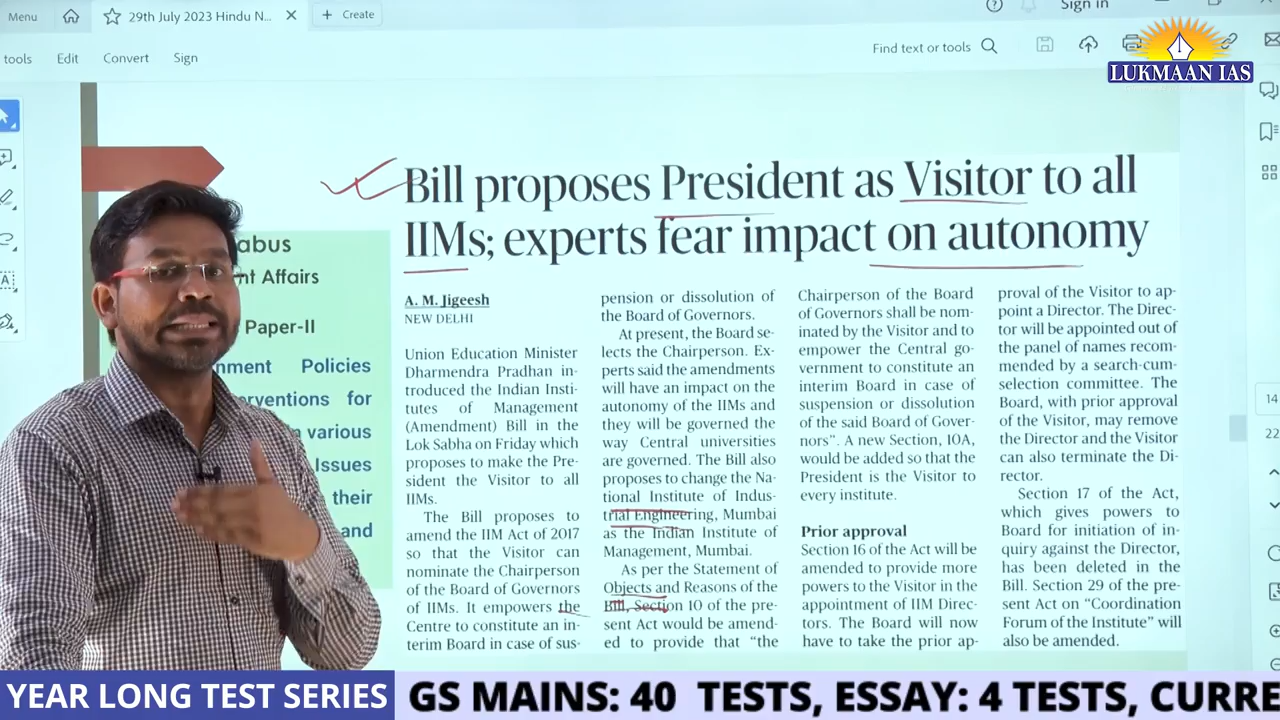 Menu
29th July 2023 Hindu N...
Create
Sign in
tools
Edit
Convert
Sign
Find text or tools
LUKMAAN IAS
Bill proposes President as Visitor to all
IIMs; experts fear impact on autonomy
abus
nt Affairs
Paper-II
nment Policies
erventions for
various
Issues
their
and
A. M. Jigeesh
NEW DELHI
Union Education Minister
Dharmendra Pradhan in-
troduced the Indian Insti-
tutes of Management
(Amendment) Bill in the
Lok Sabha on Friday which
proposes to make the Pre-
sident the Visitor to all
IIMs.
The Bill proposes to
amend the IIM Act of 2017
so that the Visitor can
nominate the Chairperson
of the Board of Governors
of IIMs. It empowers the
Centre to constitute an in-
terim Board in case of sus-
pension or dissolution of
the Board of Governors.
At present, the Board se-
lects the Chairperson. Ex-
perts said the amendments
will have an impact on the
autonomy of the IIMs and
they will be governed the
way Central universities
are governed. The Bill also
proposes to change the Na-
tional Institute of Indus-
trial Engineering, Mumbai
as the Indian Institute of
Management, Mumbai.
As per the Statement of
Objects and Reasons of the
Bill, Section 10 of the pre-
sent Act would be amend-
ed to provide that “the
Chairperson of the Board
of Governors shall be nom-
inated by the Visitor and to
empower the Central go-
vernment to constitute an
interim Board in case of
suspension or dissolution
of the said Board of Gover-
nors”. A new Section, 10A,
would be added so that the
President is the Visitor to
every institute.
Prior approval
Section 16 of the Act will be
amended to provide more
powers to the Visitor in the
appointment of IIM Direc-
tors. The Board will now
have to take the prior ap-
proval of the Visitor to ap-
point a Director. The Direc-
tor will be appointed out of
the panel of names recom-
mended by a search-cum-
selection committee. The
Board, with prior approval
of the Visitor, may remove
the Director and the Visitor
can also terminate the Di-
rector.
Section 17 of the Act,
which gives powers to
Board for initiation of in-
quiry against the Director,
has been deleted in the
Bill. Section 29 of the pre-
sent Act on “Coordination
Forum of the Institute” will
also be amended.
14
22
YEAR LONG TEST SERIES
GS MAINS: 40 TESTS, ESSAY: 4 TESTS, CURRE